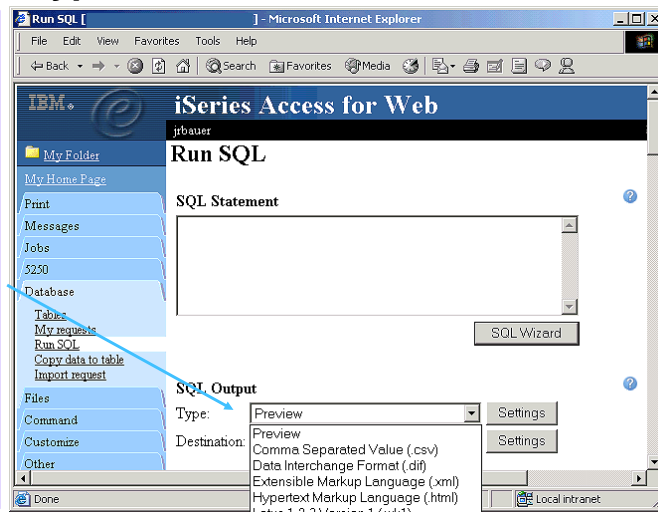 Run SQL [ ] - Microsoft Internet Explorer
File Edit View Favorites Tools Help
Back Search Favorites Media
IBM. iSeries Access for Web
jrbauer
My Folder
My Home Page
Print
Messages
Jobs
5250
Database
Tables
My requests
Run SQL
Copy data to table
Import request
Files
Command
Customize
Other
Run SQL
SQL Statement
SQL Wizard
SQL Output
Type: Preview Settings
Destination: Settings
Preview
Comma Separated Value (.csv)
Data Interchange Format (.dif)
Extensible Markup Language (.xml)
Hypertext Markup Language (.html)
Done Local intranet